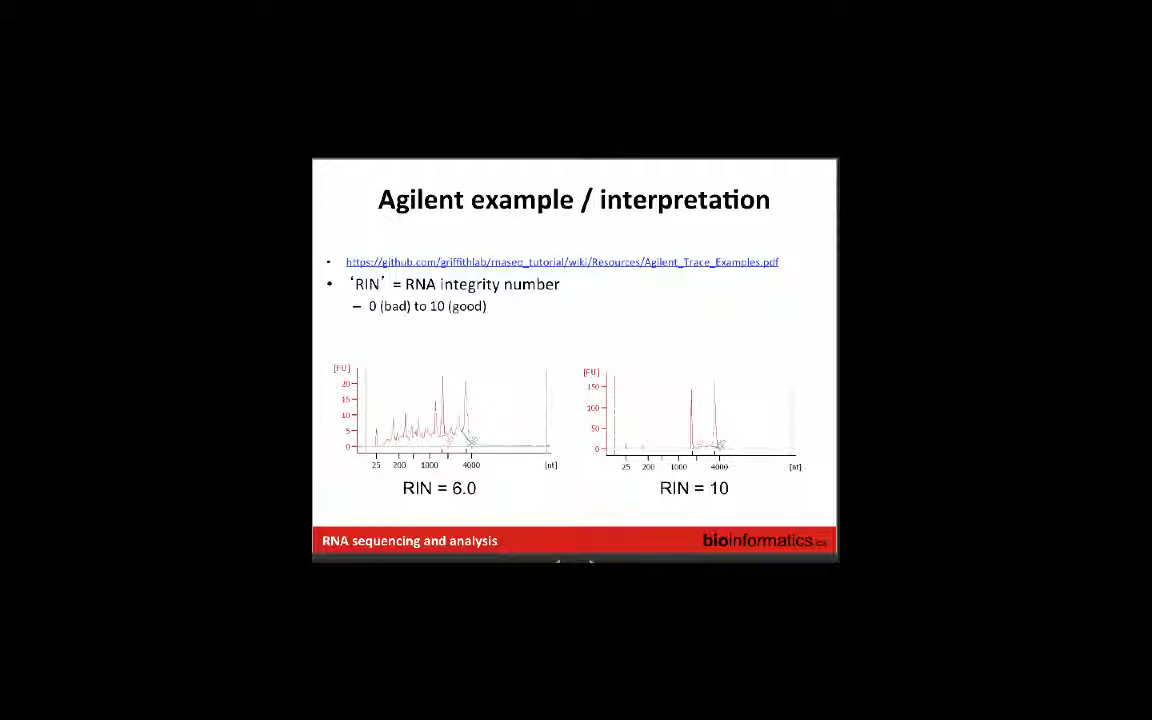 Agilent example / interpretation
• https://github.com/griffithlab/rnaseq_tutorial/wiki/Resources/Agilent_Trace_Examples.pdf
• ‘RIN’ = RNA integrity number
– 0 (bad) to 10 (good)
[FU]
20
15
10
5
0
25 200 1000 4000 [nt]
RIN = 6.0
[FU]
150
100
50
0
25 200 1000 4000 [nt]
RIN = 10
RNA sequencing and analysis
bioinformatics.ca